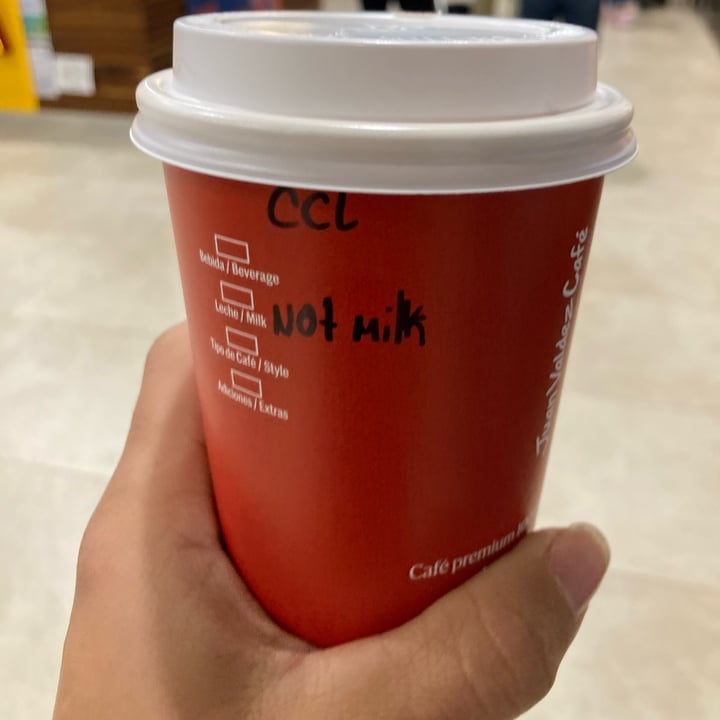 CCL
Bebida / Beverage
Leche / Milk
Not Milk
Tipo de Café / Style
Adiciones / Extras
Juan Valdez Café
Café premium